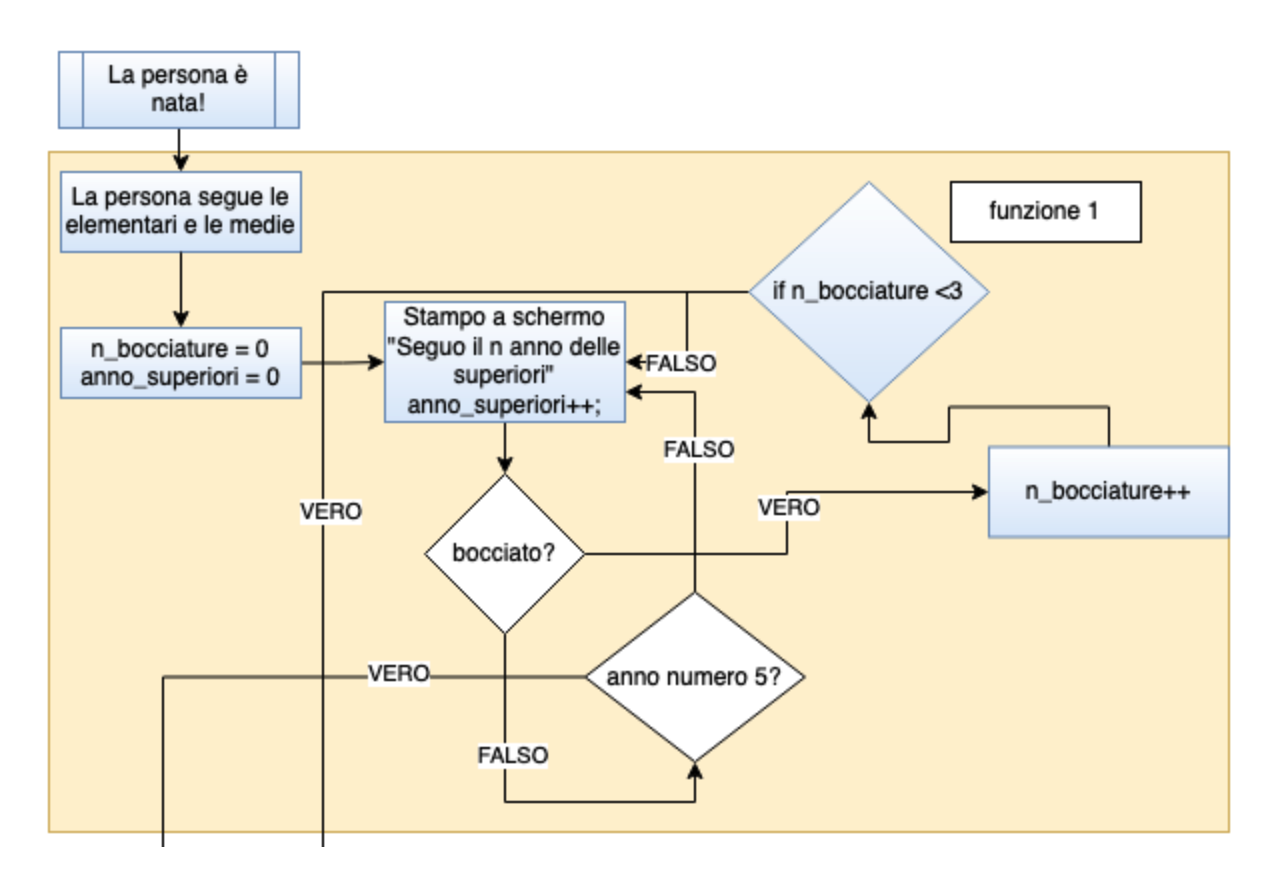 La persona è
nata!
La persona segue le
elementari e le medie
funzione 1
if n_bocciature <3
n_bocciature = 0
anno_superiori = 0
Stampo a schermo
"Seguo il n anno delle
superiori"
anno_superiori++;
FALSO
FALSO
VERO
VERO
n_bocciature++
bocciato?
VERO
anno numero 5?
FALSO